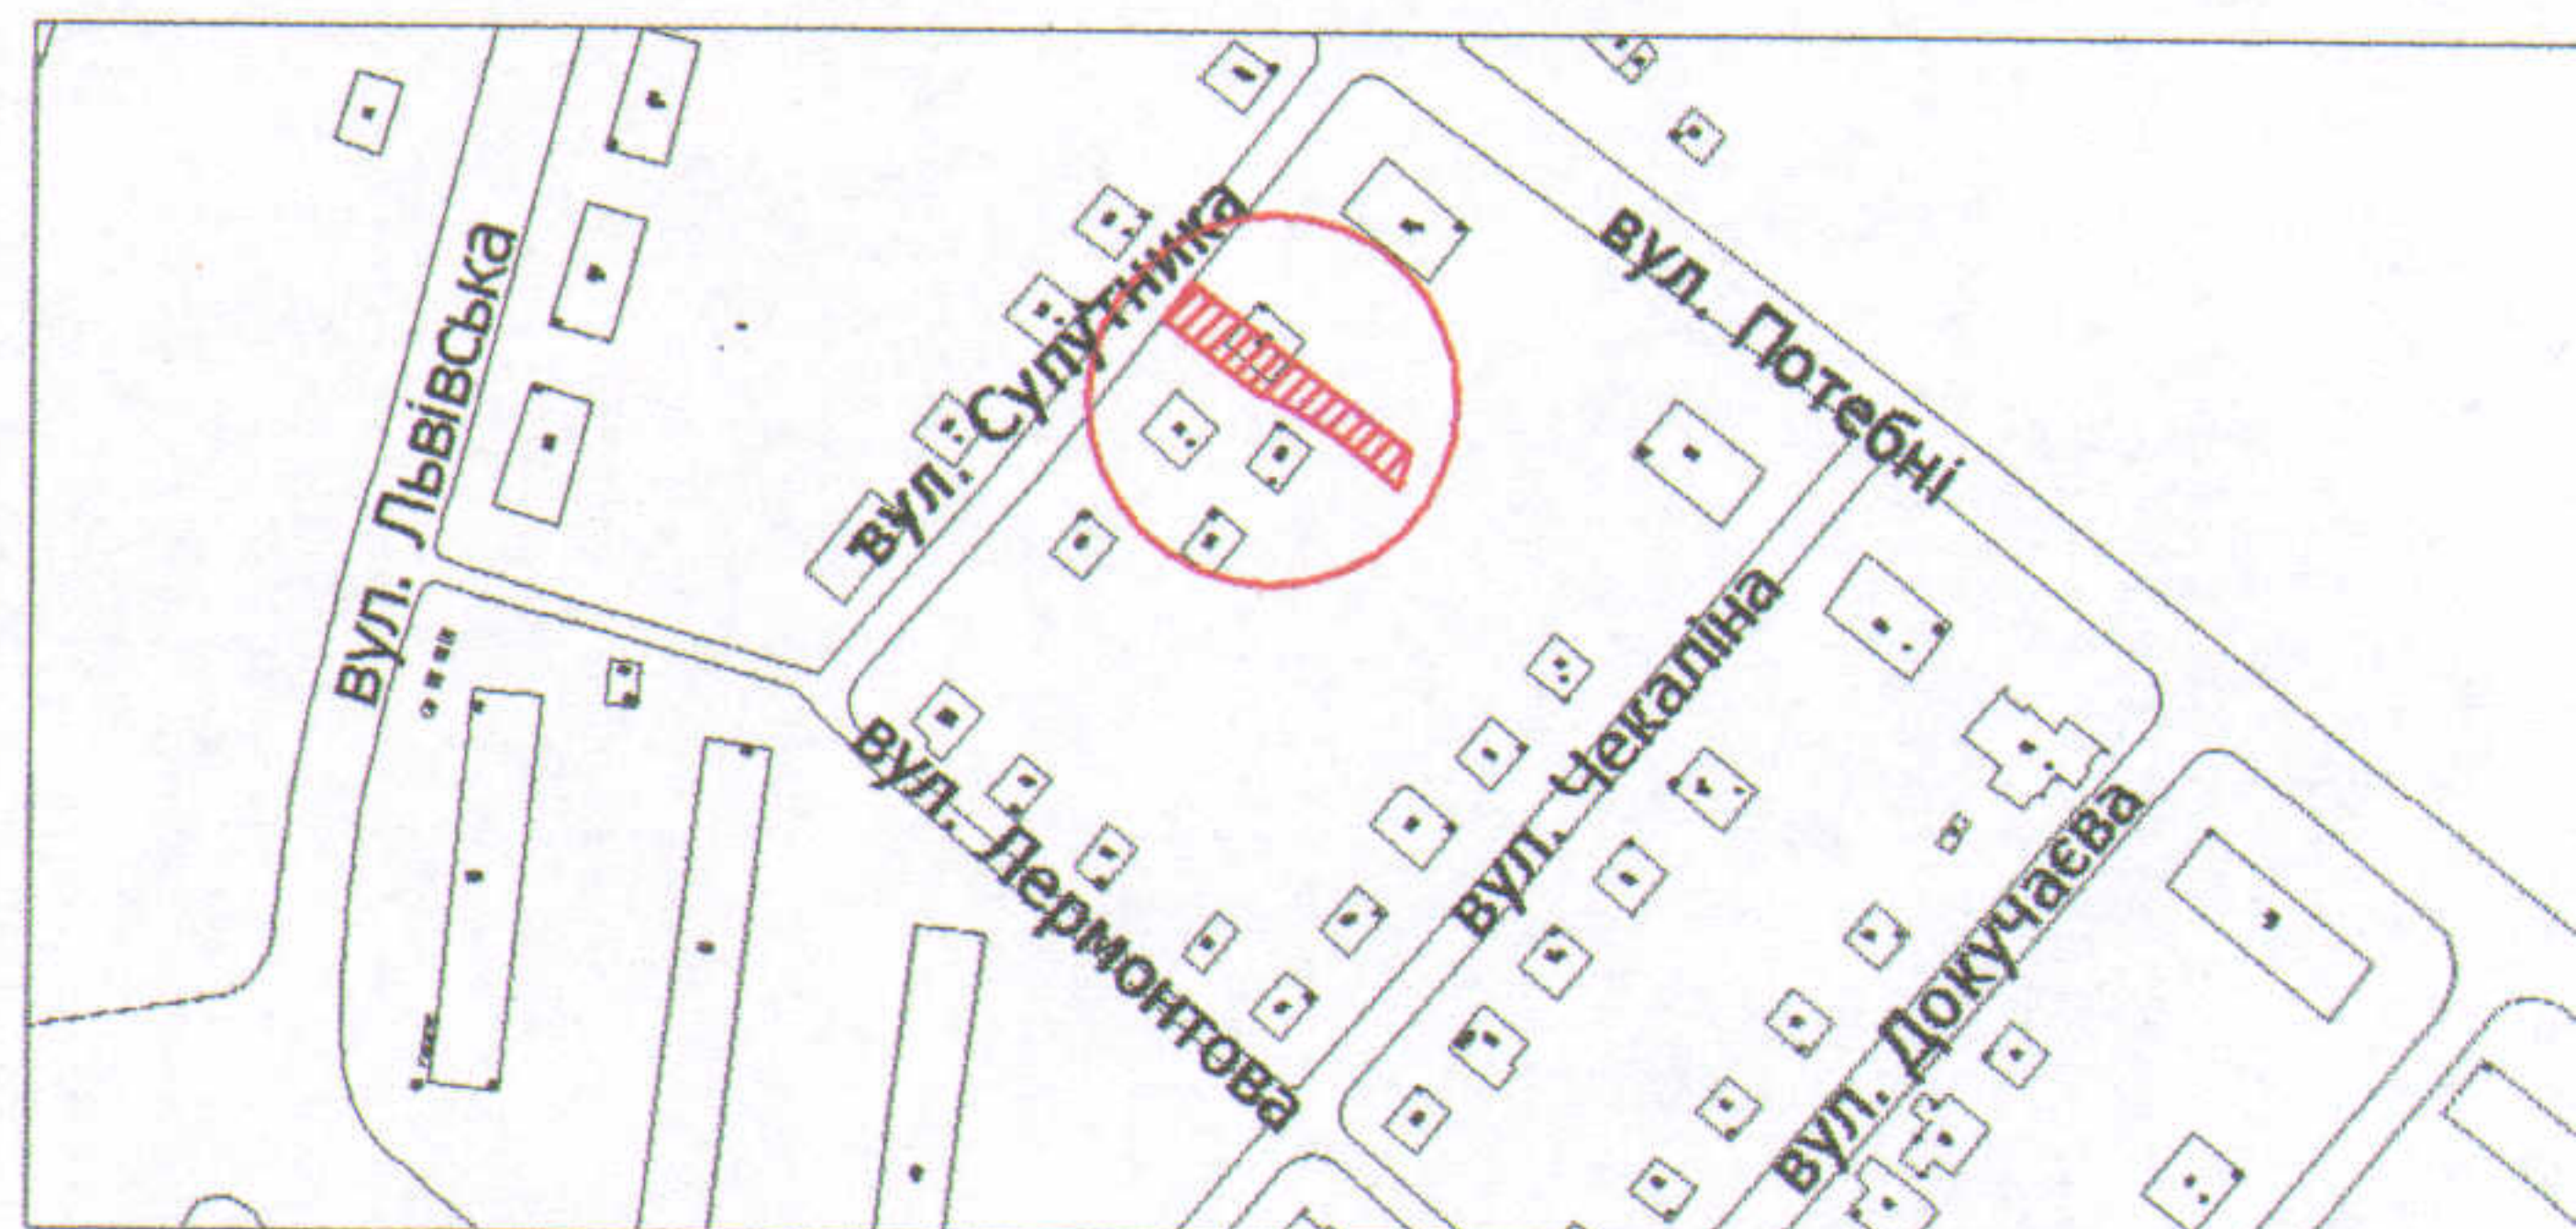 Вул. Львівська
вул. Супутника
вул. Потебні
вул. Лермонтова
вул. Чекаліна
вул. Докучаєва